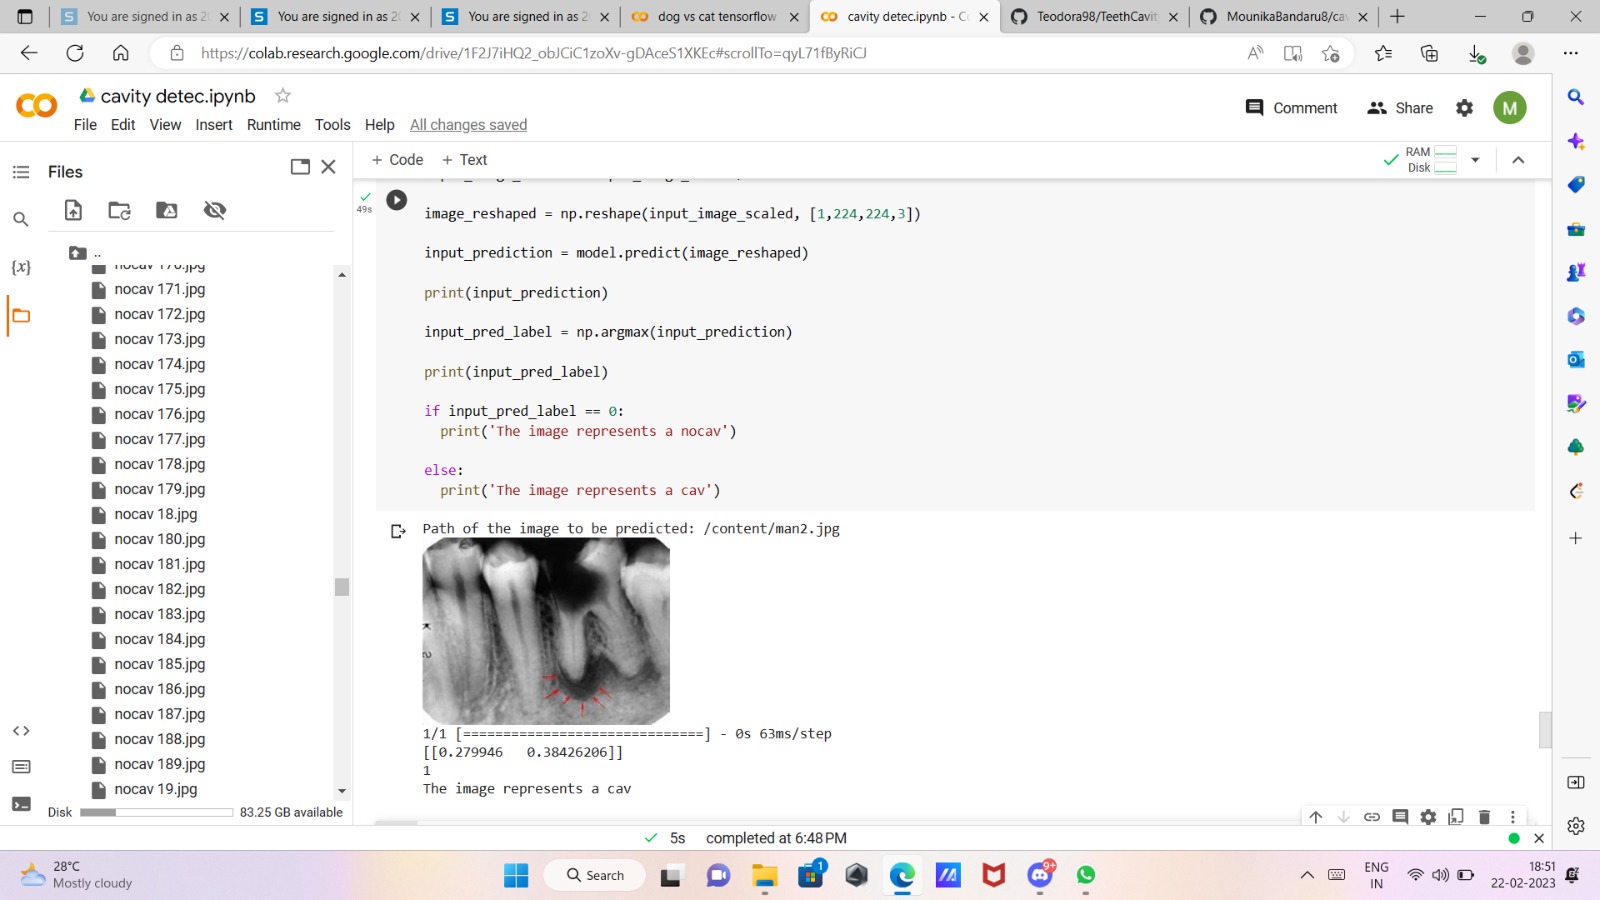 You are signed in as 2
You are signed in as 2
You are signed in as 2
dog vs cat tensorflow
cavity detec.ipynb - C
Teodora98/TeethCavit
MounikaBandaru8/ca
https://colab.research.google.com/drive/1F2J7iHQ2_obJCiC1zoXv-gDAceS1XKEc#scrollTo=qyL71fByRiCJ
CO
cavity detec.ipynb
Comment
Share
M
File Edit View Insert Runtime Tools Help All changes saved
Files
+ Code + Text
RAM
Disk
..
nocav 170.jpg
nocav 171.jpg
nocav 172.jpg
nocav 173.jpg
nocav 174.jpg
nocav 175.jpg
nocav 176.jpg
nocav 177.jpg
nocav 178.jpg
nocav 179.jpg
nocav 18.jpg
nocav 180.jpg
nocav 181.jpg
nocav 182.jpg
nocav 183.jpg
nocav 184.jpg
nocav 185.jpg
nocav 186.jpg
nocav 187.jpg
nocav 188.jpg
nocav 189.jpg
nocav 19.jpg
Disk 83.25 GB available
49s
image_reshaped = np.reshape(input_image_scaled, [1,224,224,3])
input_prediction = model.predict(image_reshaped)
print(input_prediction)
input_pred_label = np.argmax(input_prediction)
print(input_pred_label)
if input_pred_label == 0:
print('The image represents a nocav')
else:
print('The image represents a cav')
Path of the image to be predicted: /content/man2.jpg
1/1 [==============================] - 0s 63ms/step
[[0.279946 0.38426206]]
1
The image represents a cav
5s completed at 6:48 PM
28°C
Mostly cloudy
Search
1
9+
ENG
IN
18:51
22-02-2023